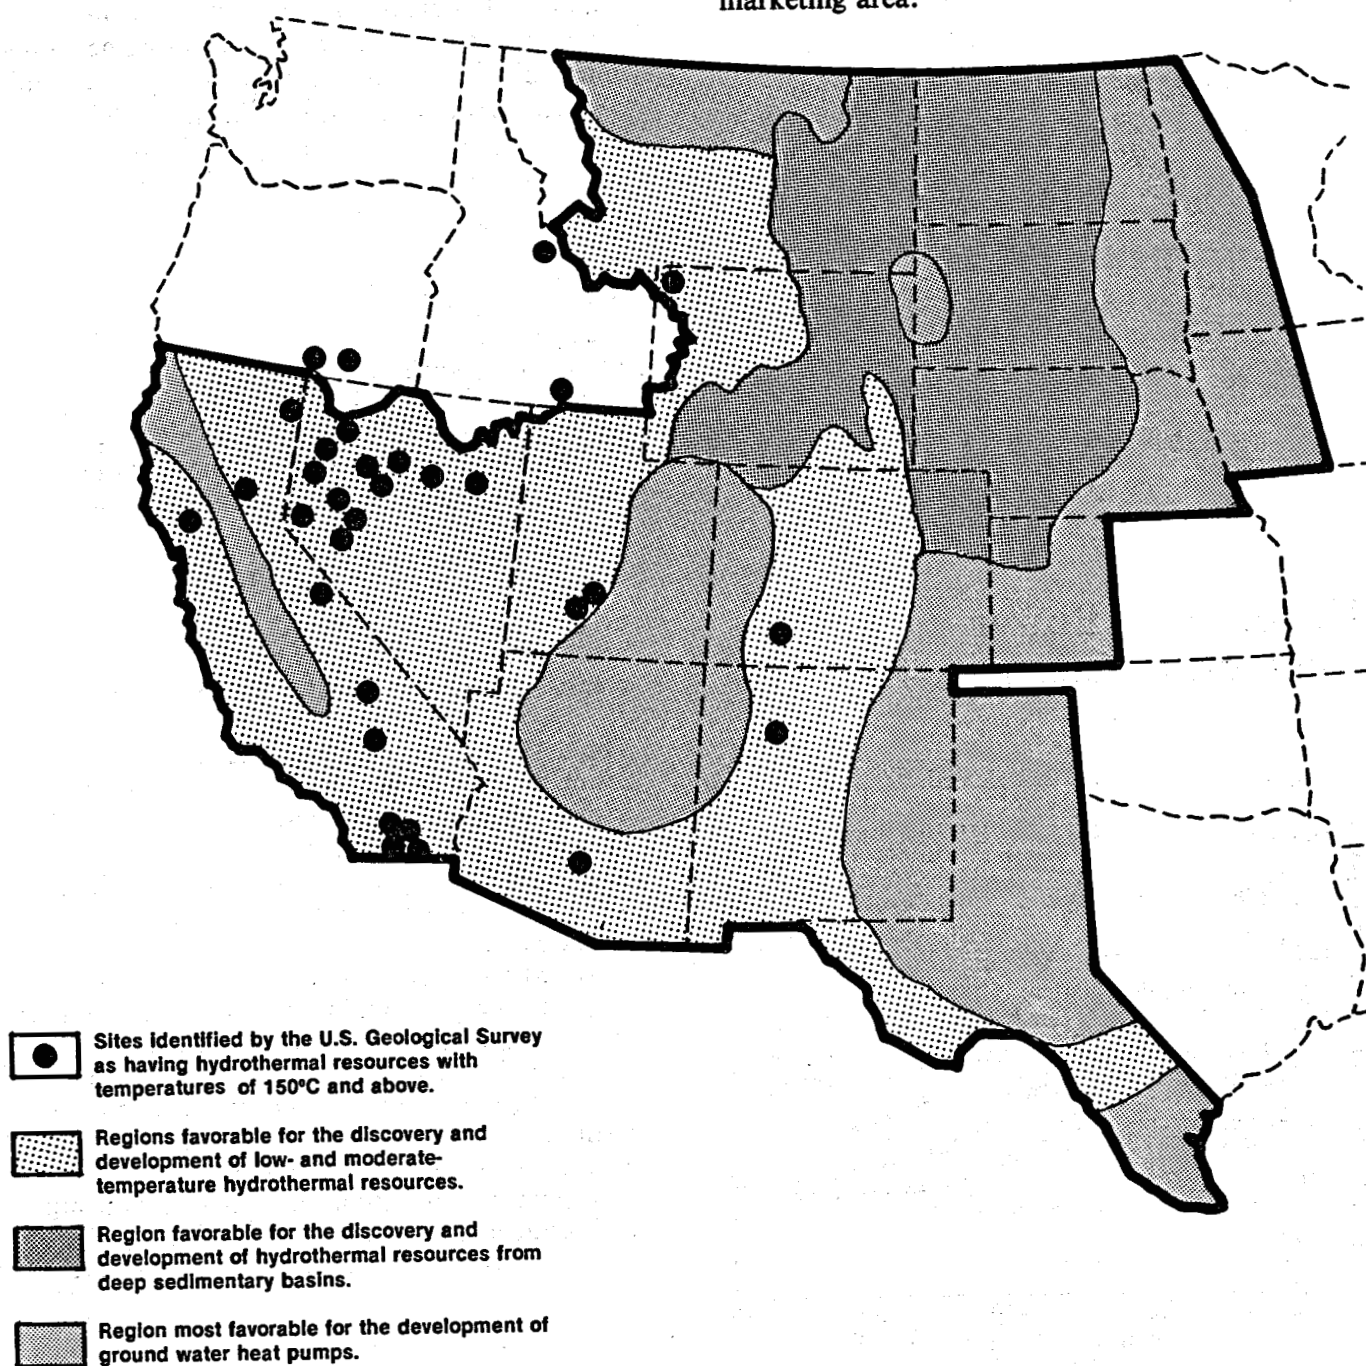 marketing area.
Sites identified by the U.S. Geological Survey
as having hydrothermal resources with
temperatures of 150°C and above.
Regions favorable for the discovery and
development of low- and moderate-
temperature hydrothermal resources.
Region favorable for the discovery and
development of hydrothermal resources from
deep sedimentary basins.
Region most favorable for the development of
ground water heat pumps.